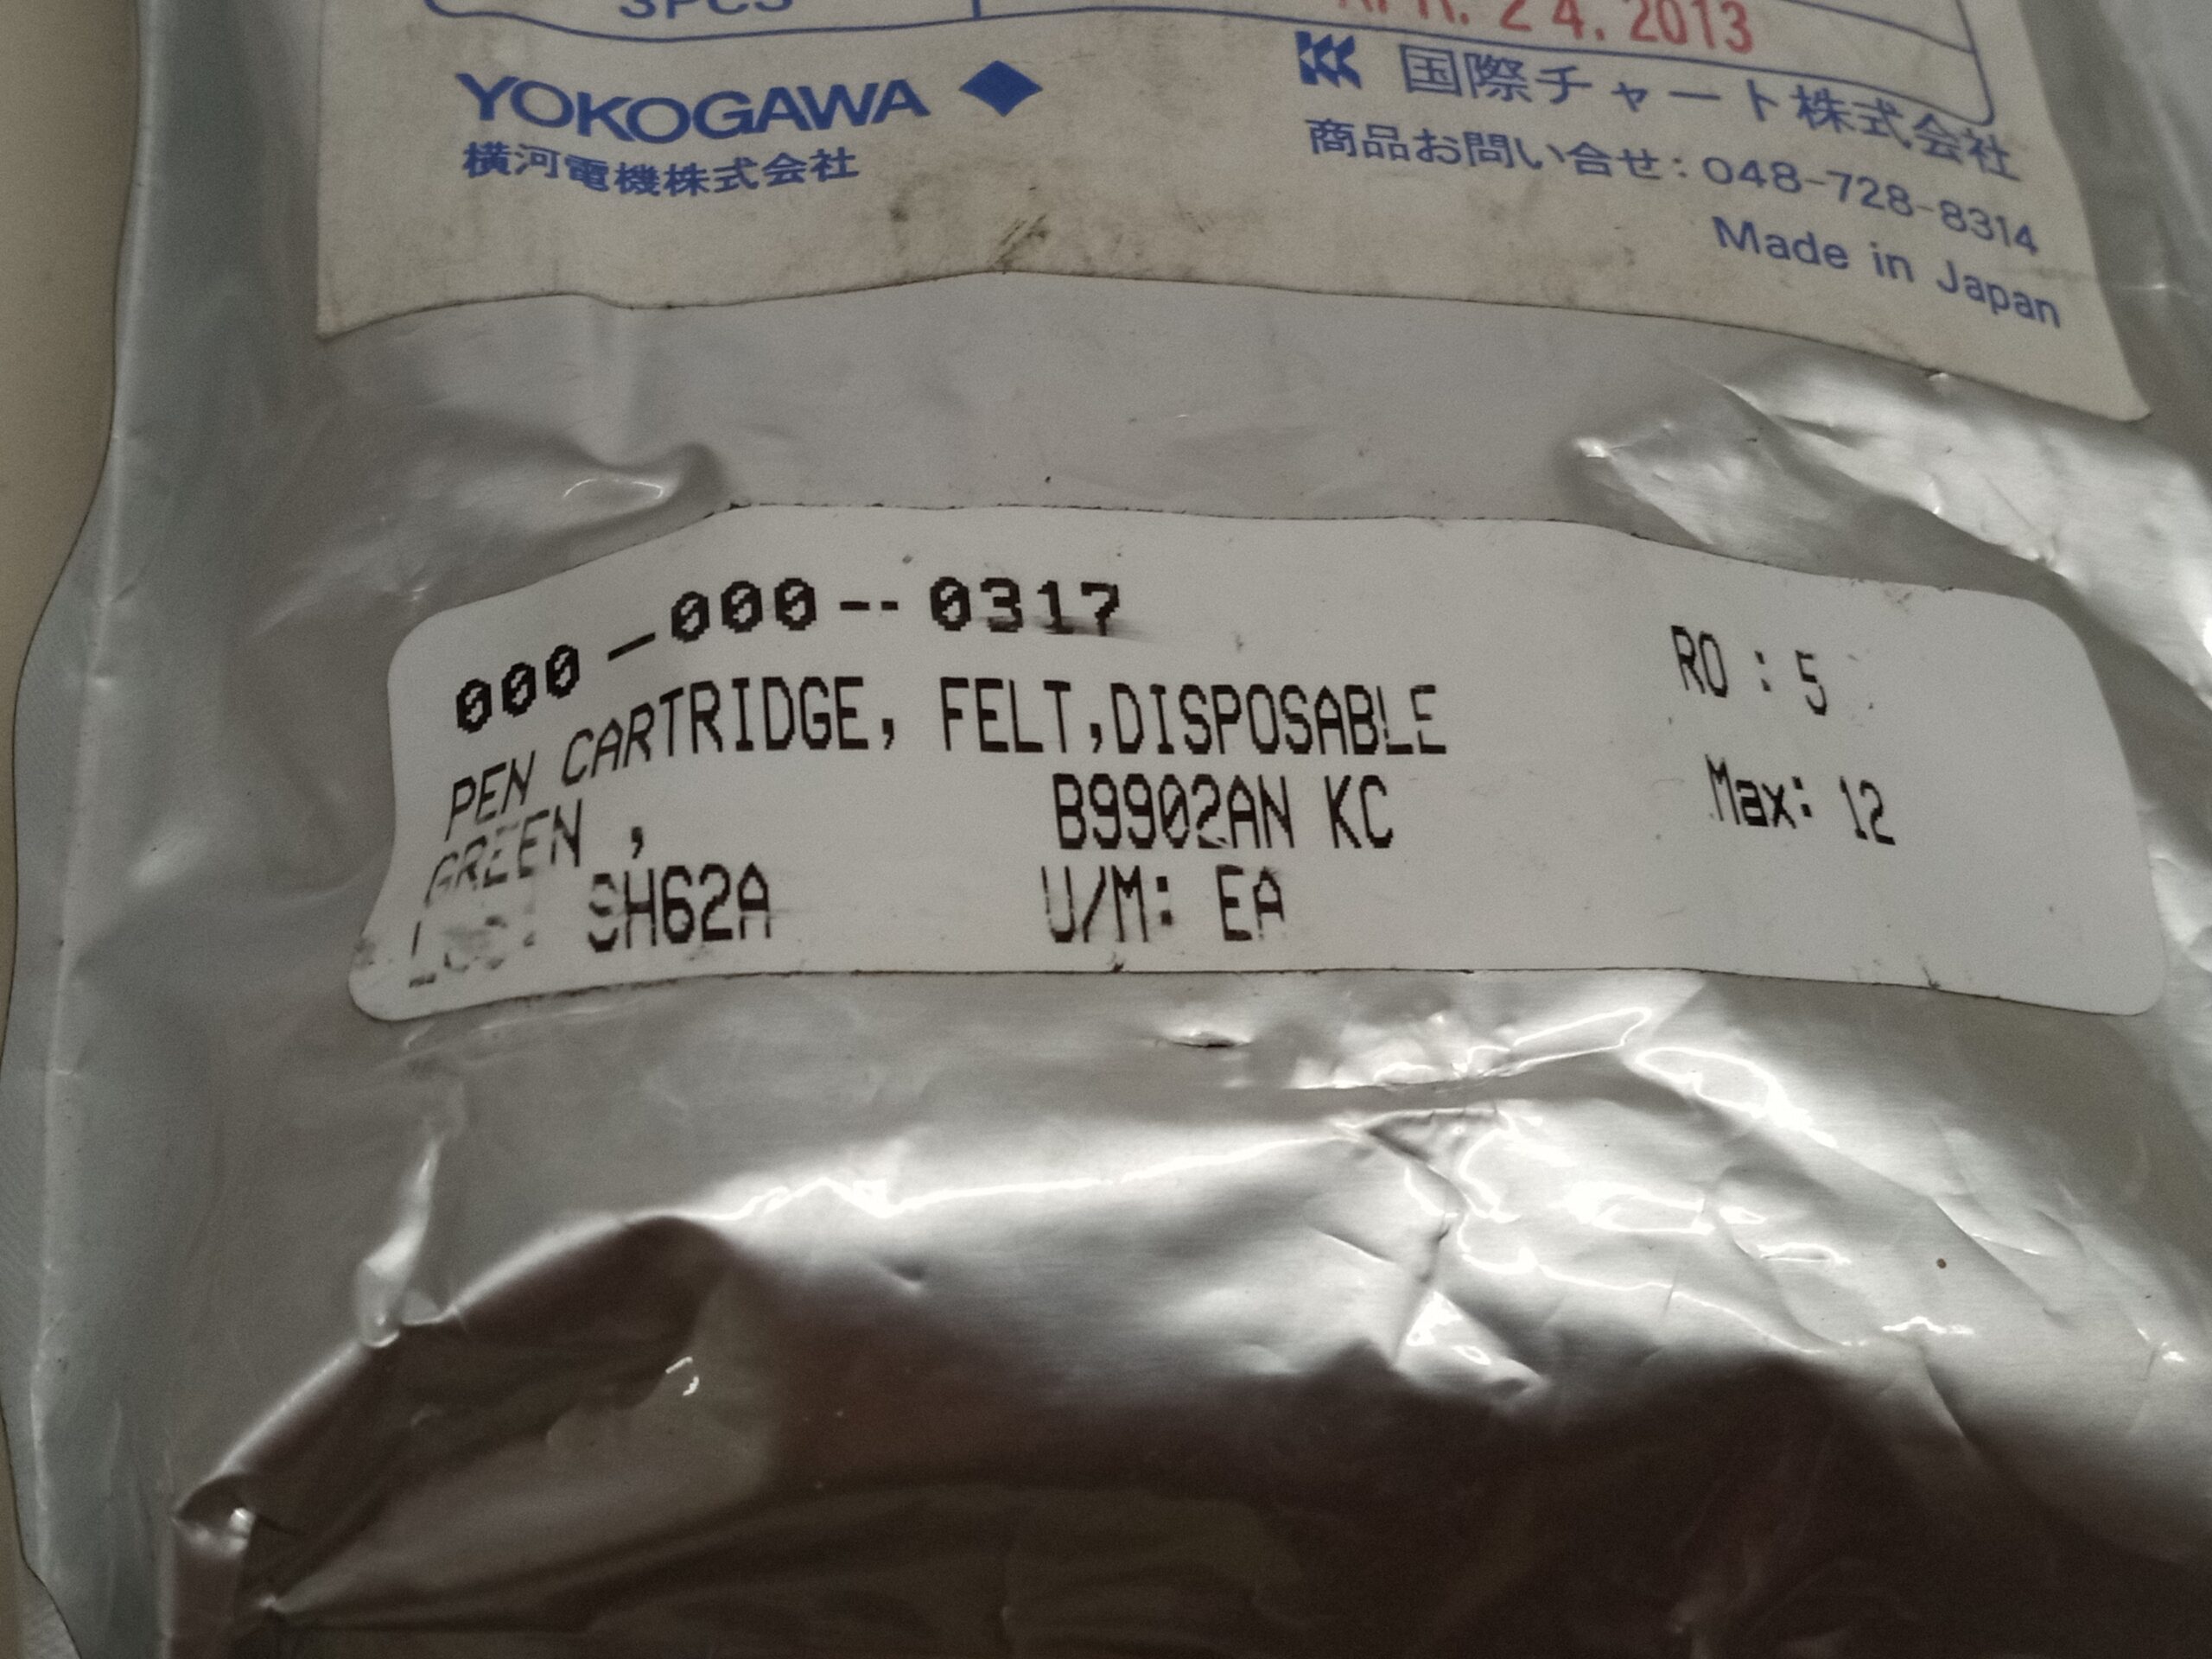 3PCS
APR. 24. 2013
YOKOGAWA
横河電機株式会社
国際チャート株式会社
商品お問い合せ: 048-728-8314
Made in Japan
000-000--0317
PEN CARTRIDGE, FELT,DISPOSABLE
GREEN , B9902AN KC
LOC: SH62A U/M: EA
RO : 5
Max: 12